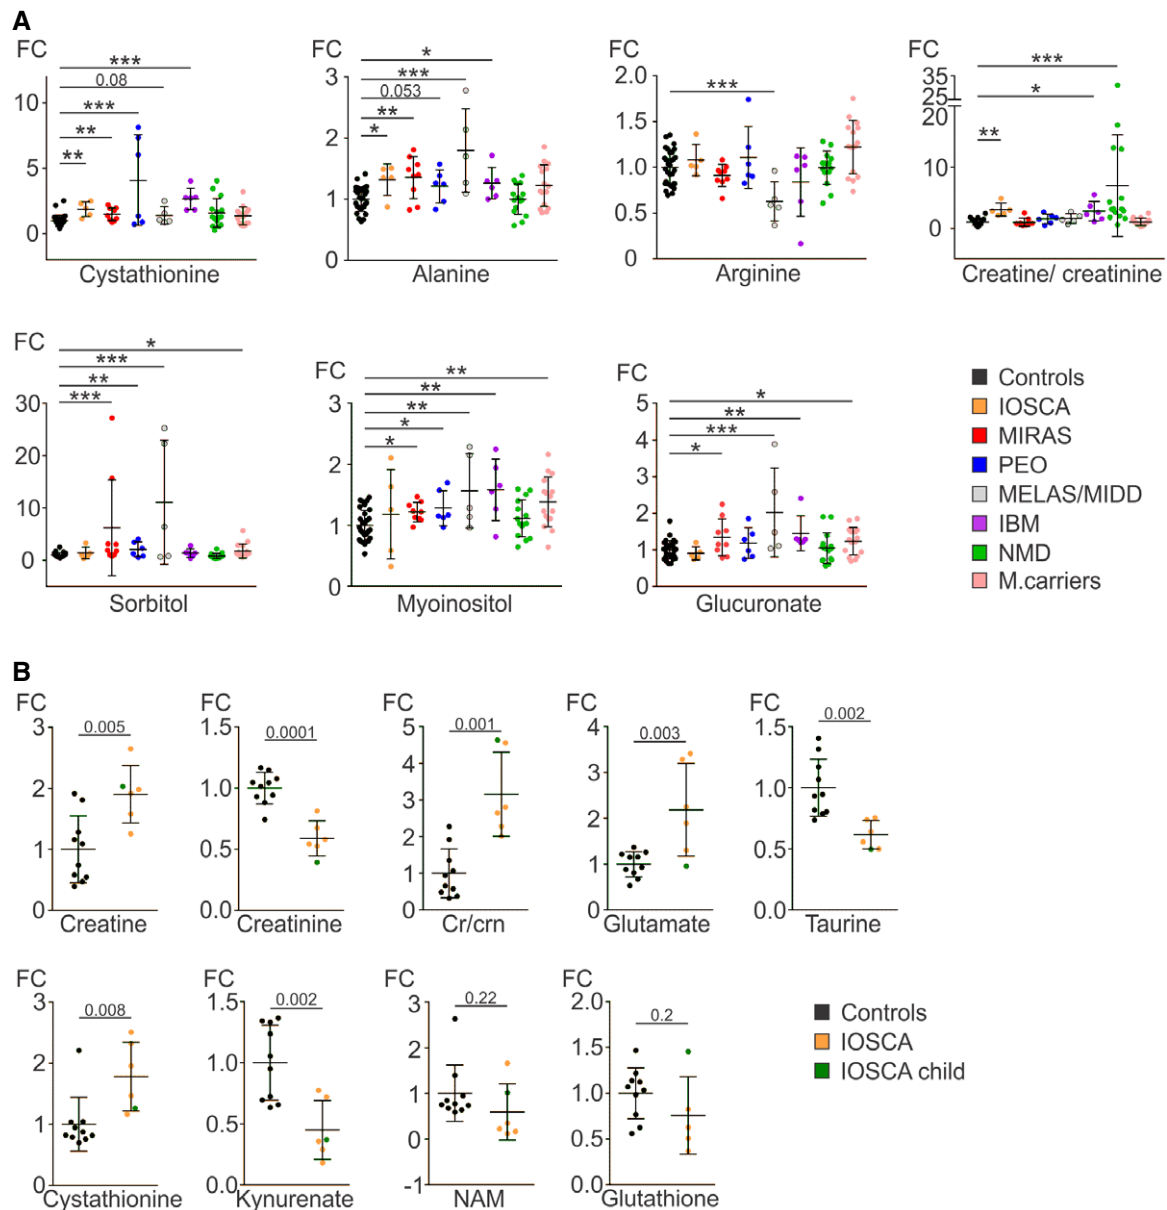 A
FC
FC
FC
FC
***
0.08
***
**
**
10
5
0
Cystathionine
*
***
0.053
**
*
3
2
1
0
Alanine
***
2.0
1.5
1.0
0.5
0
Arginine
***
*
**
35
25
20
10
0
Creatine/ creatinine
FC
FC
FC
*
***
**
***
30
20
10
0
Sorbitol
**
**
**
*
*
3
2
1
0
Myoinositol
*
**
***
*
5
4
3
2
1
0
Glucuronate
Controls
IOSCA
MIRAS
PEO
MELAS/MIDD
IBM
NMD
M.carriers
B
FC
FC
FC
FC
FC
0.005
3
2
1
0
Creatine
0.0001
1.5
1.0
0.5
0.0
Creatinine
0.001
5
4
3
2
1
0
Cr/crn
0.003
4
3
2
1
0
Glutamate
0.002
1.5
1.0
0.5
0.0
Taurine
FC
FC
FC
FC
0.008
3
2
1
0
Cystathionine
0.002
1.5
1.0
0.5
0.0
Kynurenate
0.22
3
2
1
0
-1
NAM
0.2
2.0
1.5
1.0
0.5
0.0
Glutathione
Controls
IOSCA
IOSCA child